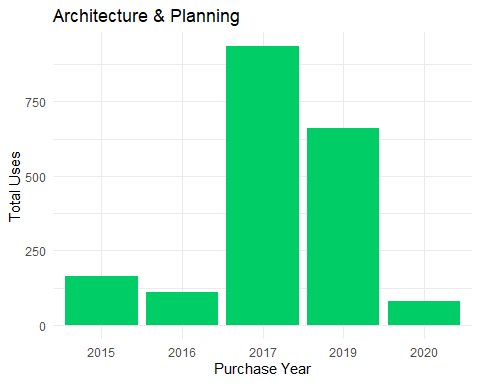 Architecture & Planning
Total Uses
750
500
250
0
2015 2016 2017 2019 2020
Purchase Year